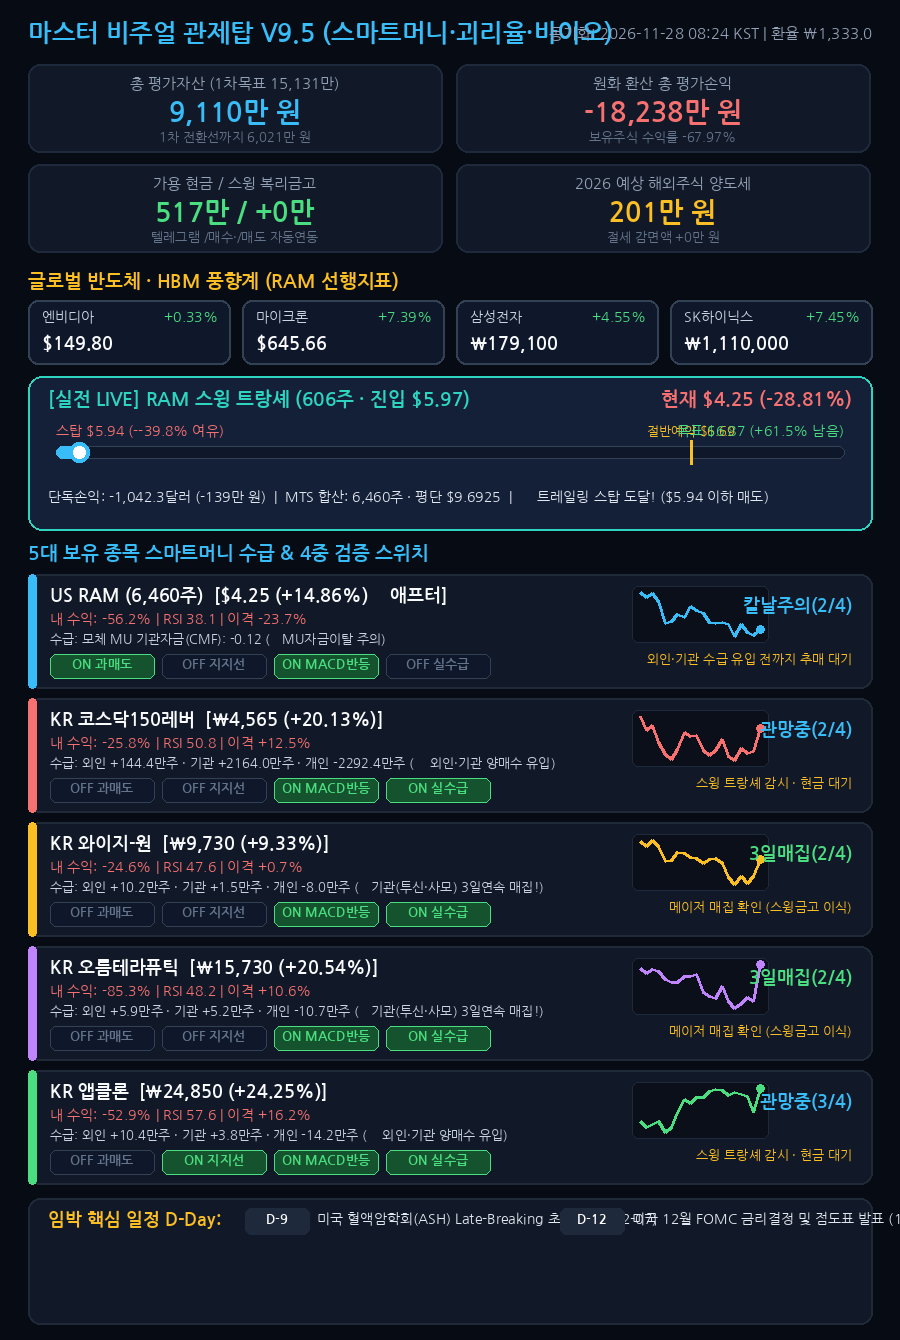 마스터 비주얼 관제탑 V9.5 (스마트머니·괴리율·바이오)
2026-11-28 08:24 KST | 환율 ₩1,333.0
총 평가자산 (1차목표 15,131만)
9,110만 원
1차 전환선까지 6,021만 원
원화 환산 총 평가손익
-18,238만 원
보유주식 수익률 -67.97%
가용 현금 / 스윙 복리금고
517만 / +0만
텔레그램 /매수·/매도 자동연동
2026 예상 해외주식 양도세
201만 원
절세 감면액 +0만 원
글로벌 반도체 · HBM 풍향계 (RAM 선행지표)
엔비디아 +0.33%
$149.80
마이크론 +7.39%
$645.66
삼성전자 +4.55%
₩179,100
SK하이닉스 +7.45%
₩1,110,000
[실전 LIVE] RAM 스윙 트랑셰 (606주 · 진입 $5.97)
현재 $4.25 (-28.81%)
스탑 $5.94 (--39.8% 여유)
(+61.5% 남음)
단독손익: -1,042.3달러 (-139만 원) | MTS 합산: 6,460주 · 평단 $9.6925 | 트레일링 스탑 도달! ($5.94 이하 매도)
5대 보유 종목 스마트머니 수급 & 4중 검증 스위치
US RAM (6,460주) [$4.25 (+14.86%) 애프터]
내 수익: -56.2% | RSI 38.1 | 이격 -23.7%
수급: 모체 MU 기관자금(CMF): -0.12 ( MU자금이탈 주의)
ON 과매도
OFF 지지선
ON MACD반등
OFF 실수급
칼날주의(2/4)
외인·기관 수급 유입 전까지 추매 대기
KR 코스닥150레버 [₩4,565 (+20.13%)]
내 수익: -25.8% | RSI 50.8 | 이격 +12.5%
수급: 외인 +144.4만주 · 기관 +2164.0만주 · 개인 -2292.4만주 ( 외인·기관 양매수 유입)
OFF 과매도
OFF 지지선
ON MACD반등
ON 실수급
관망중(2/4)
스윙 트랑셰 감시 · 현금 대기
KR 와이지-원 [₩9,730 (+9.33%)]
내 수익: -24.6% | RSI 47.6 | 이격 +0.7%
수급: 외인 +10.2만주 · 기관 +1.5만주 · 개인 -8.0만주 ( 기관(투신·사모) 3일연속 매집!)
OFF 과매도
OFF 지지선
ON MACD반등
ON 실수급
3일매집(2/4)
메이저 매집 확인 (스윙금고 이식)
KR 오름테라퓨틱 [₩15,730 (+20.54%)]
내 수익: -85.3% | RSI 48.2 | 이격 +10.6%
수급: 외인 +5.9만주 · 기관 +5.2만주 · 개인 -10.7만주 ( 기관(투신·사모) 3일연속 매집!)
OFF 과매도
OFF 지지선
ON MACD반등
ON 실수급
3일매집(2/4)
메이저 매집 확인 (스윙금고 이식)
KR 앱클론 [₩24,850 (+24.25%)]
내 수익: -52.9% | RSI 57.6 | 이격 +16.2%
수급: 외인 +10.4만주 · 기관 +3.8만주 · 개인 -14.2만주 ( 외인·기관 양매수 유입)
OFF 과매도
ON 지지선
ON MACD반등
ON 실수급
관망중(3/4)
스윙 트랑셰 감시 · 현금 대기
임박 핵심 일정 D-Day:
D-9
미국 혈액암학회(ASH) Late-Breaking 초
D-12
12월 FOMC 금리결정 및 점도표 발표